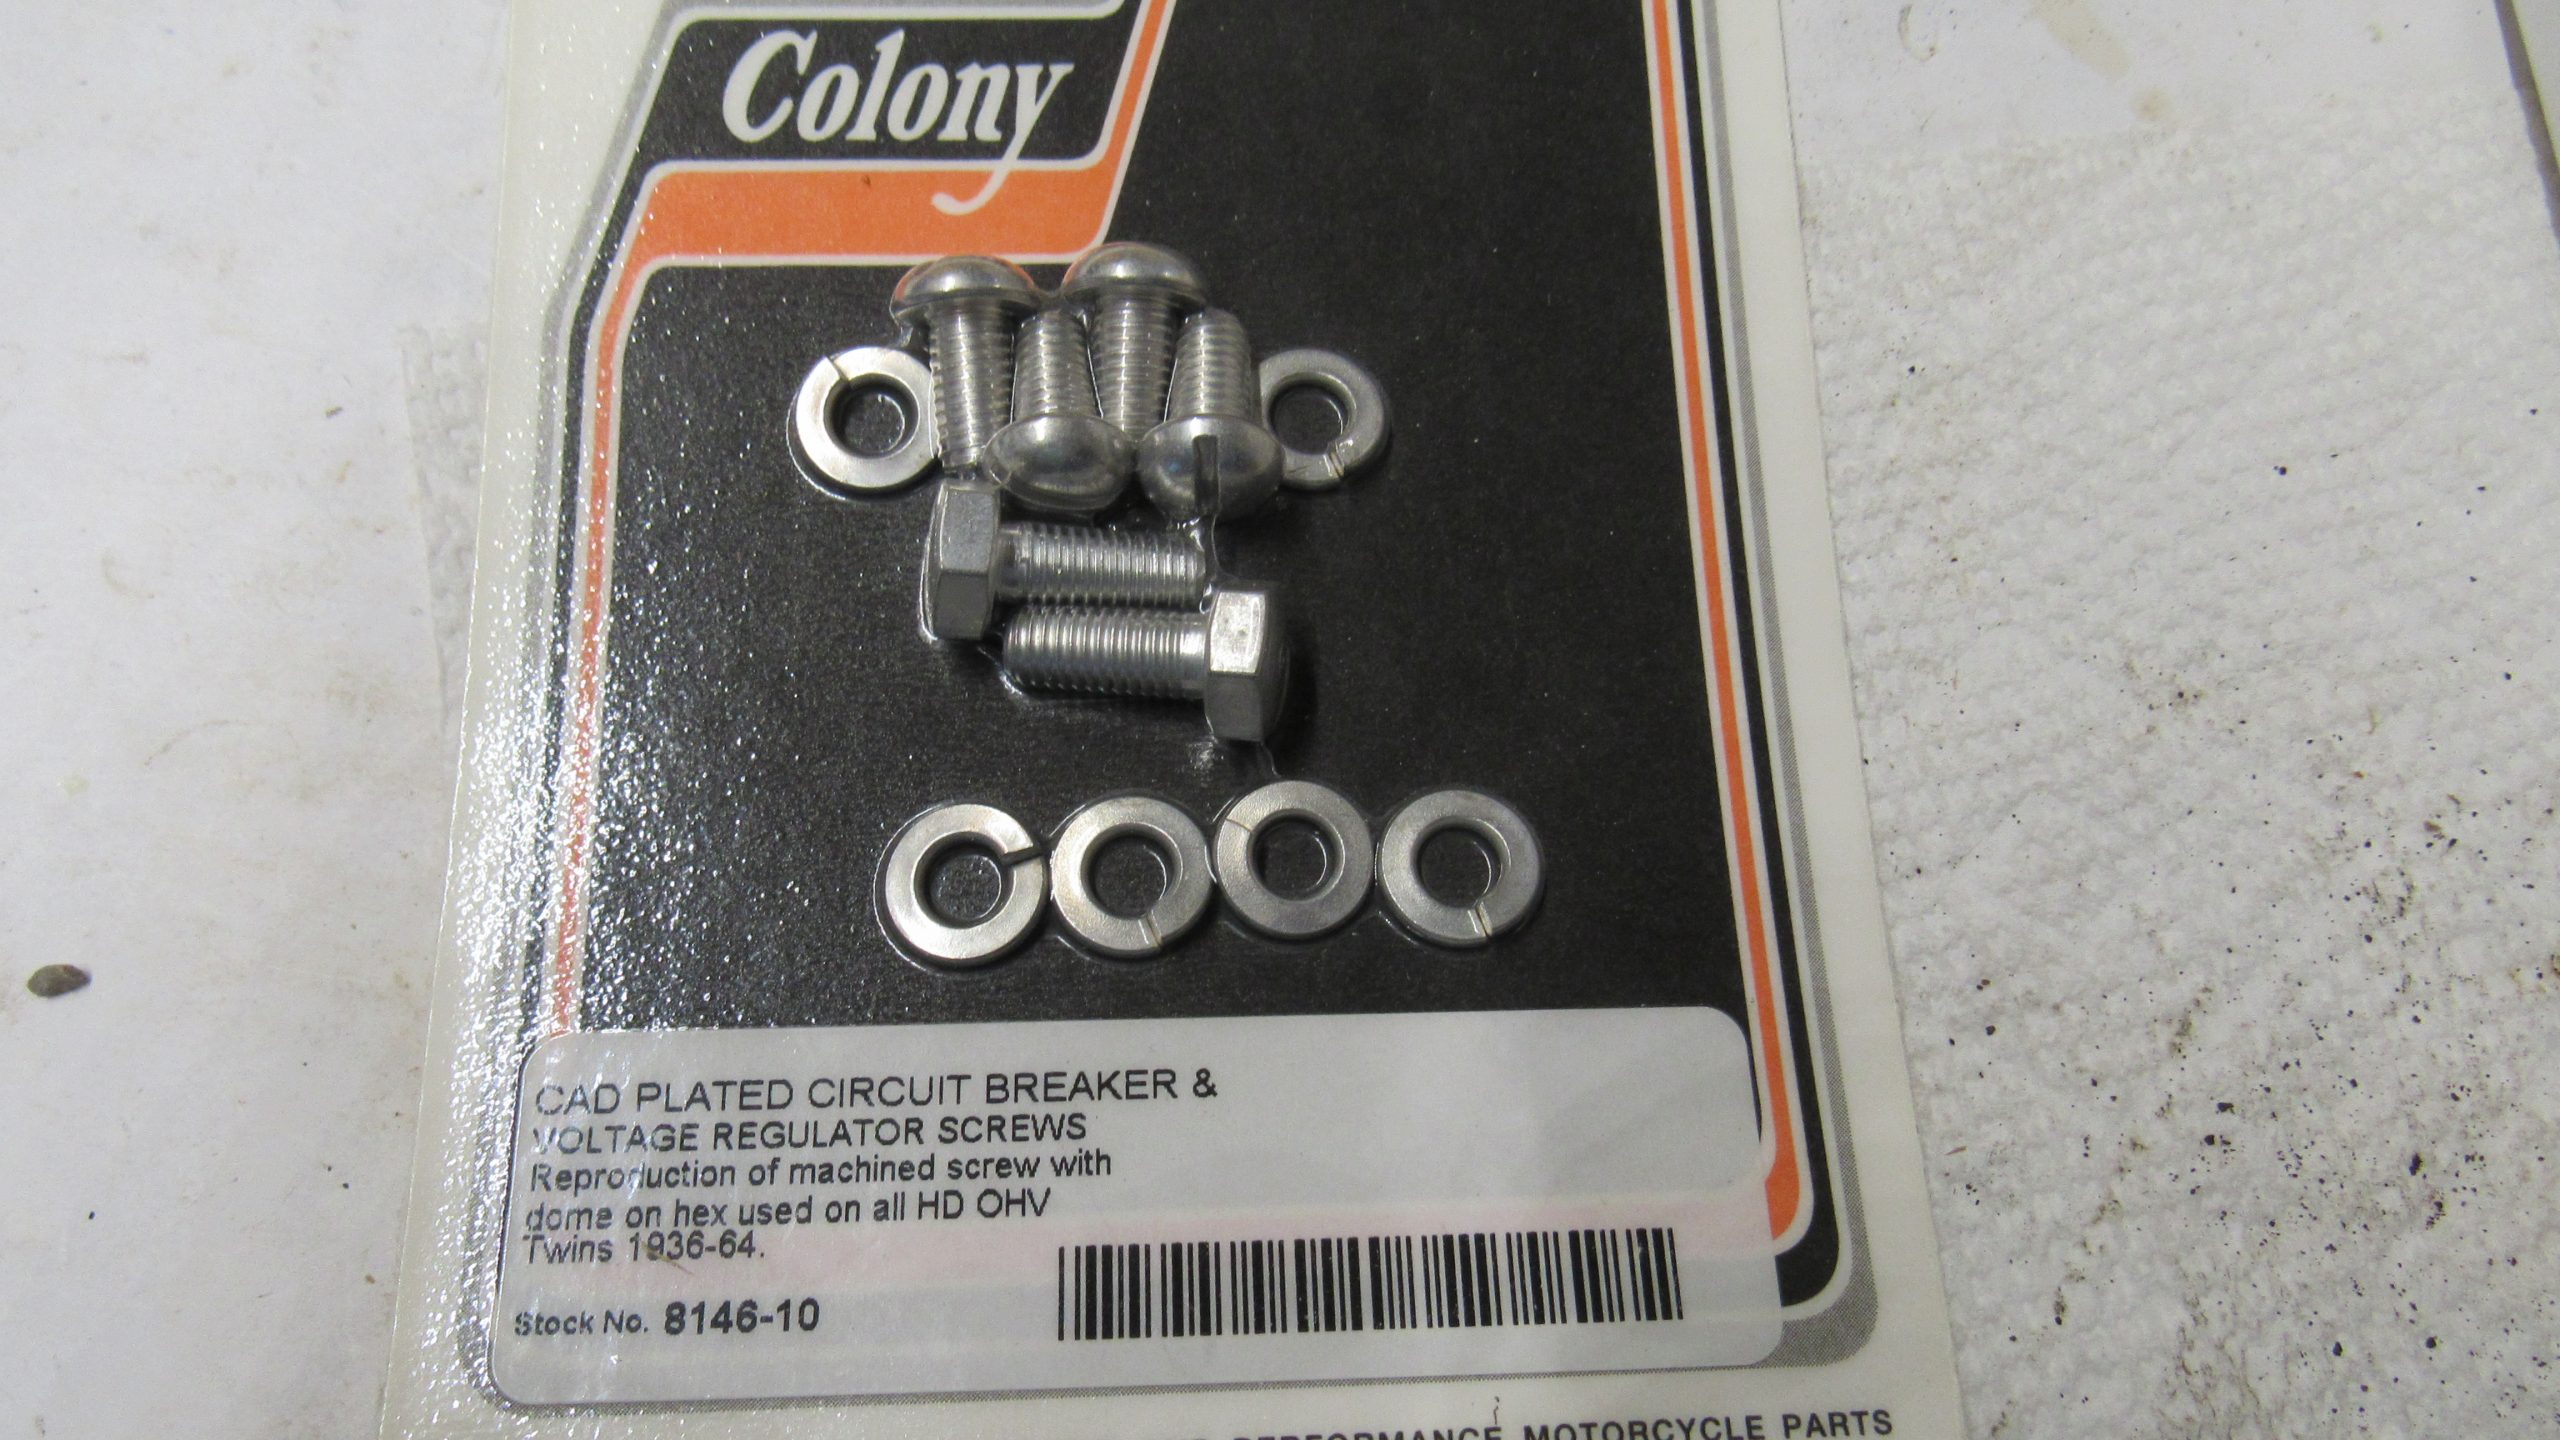 Colony
CAD PLATED CIRCUIT BREAKER &
VOLTAGE REGULATOR SCREWS
Reproduction of machined screw with
dome on hex used on all HD OHV
Twins 1936-64.
Stock No. 8146-10
PERFORMANCE MOTORCYCLE PARTS